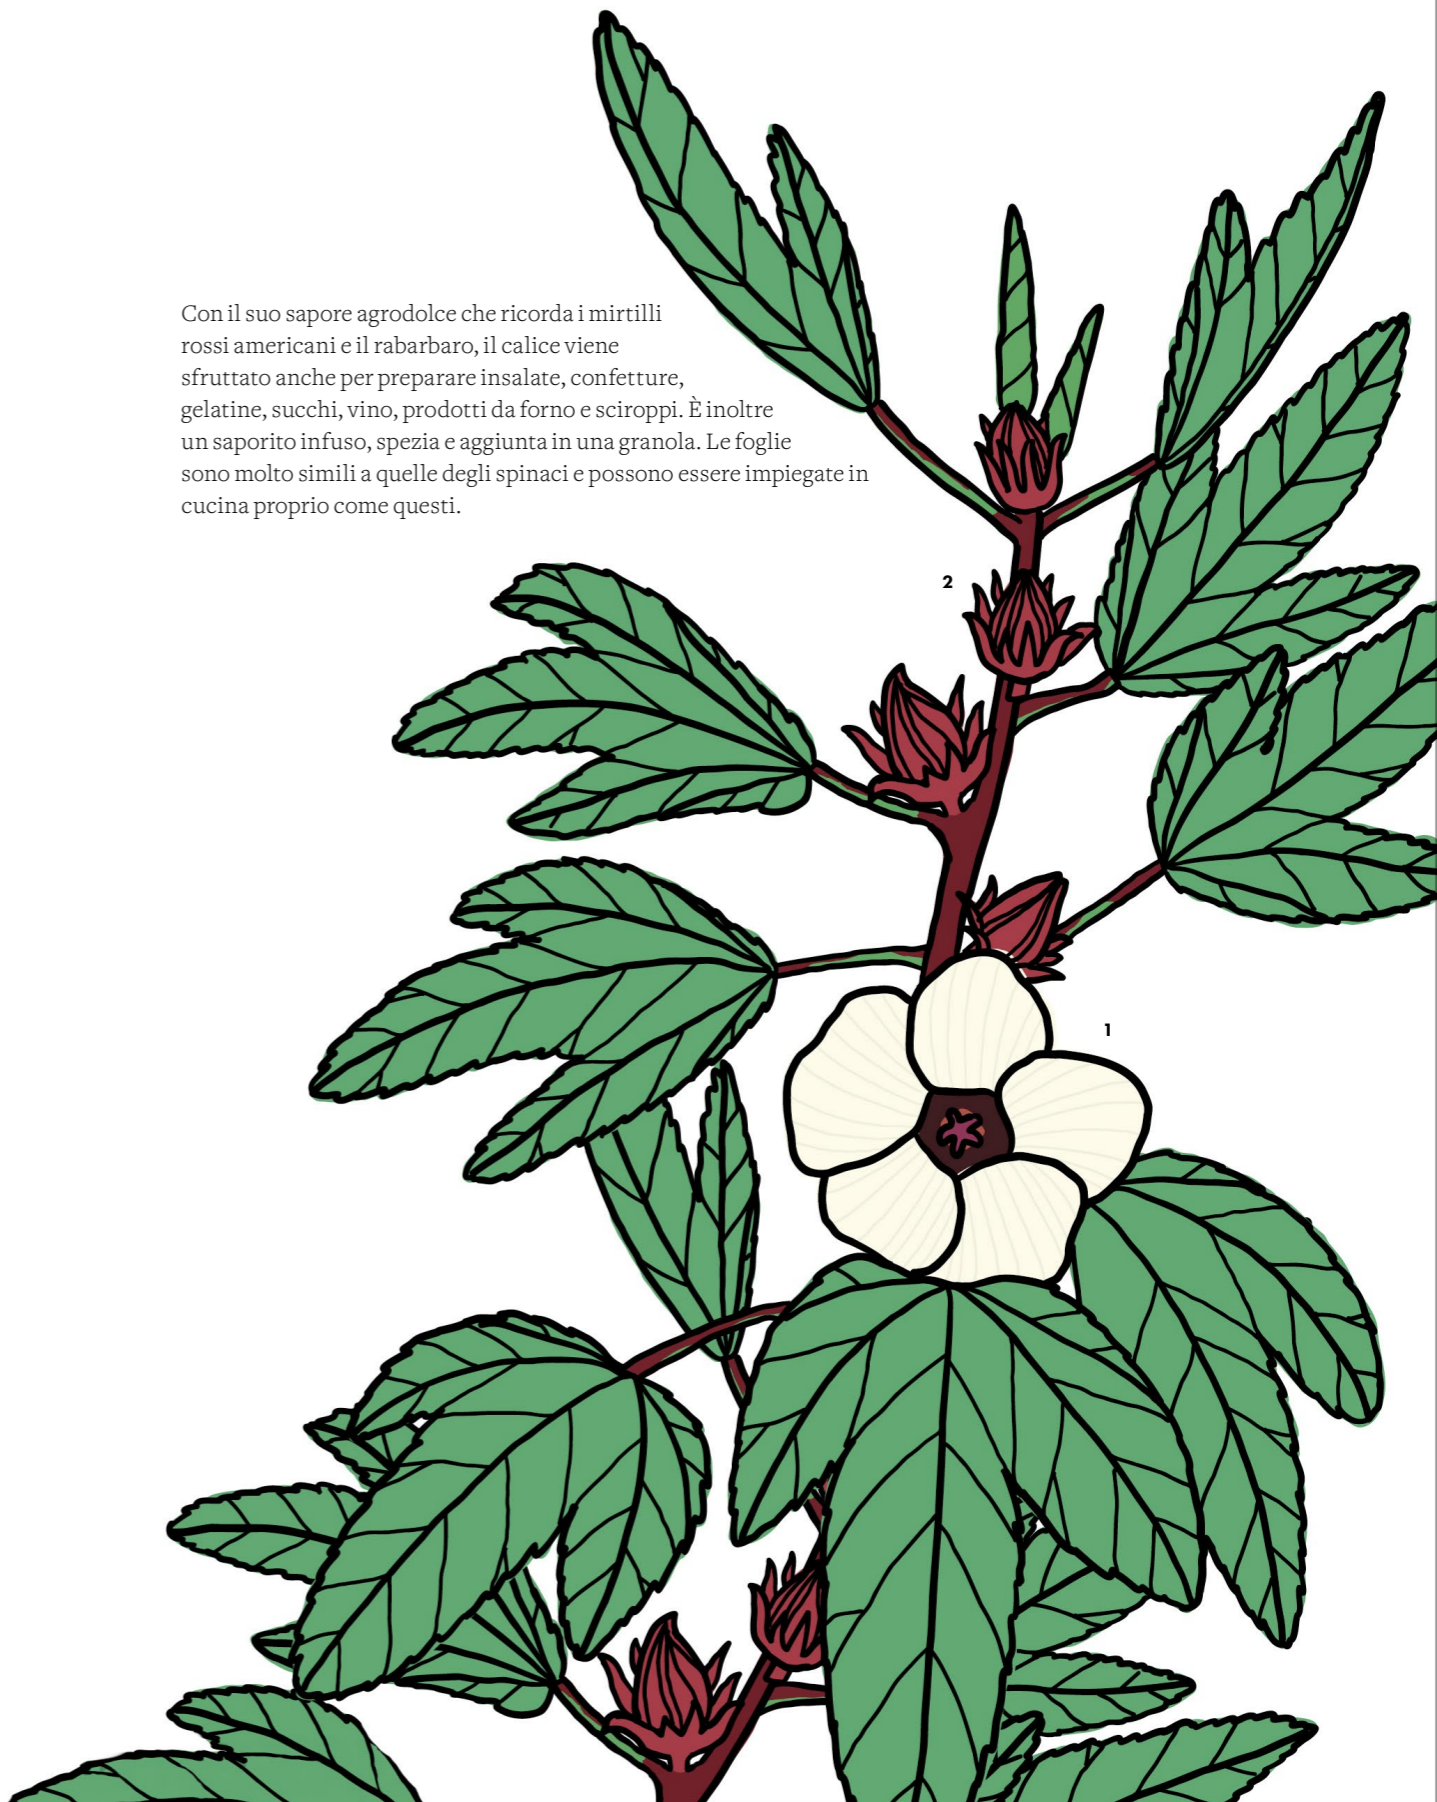 Con il suo sapore agrodolce che ricorda i mirtilli
rossi americani e il rabarbaro, il calice viene
sfruttato anche per preparare insalate, confetture,
gelatine, succhi, vino, prodotti da forno e sciroppi. È inoltre
un saporito infuso, spezia e aggiunta in una granola. Le foglie
sono molto simili a quelle degli spinaci e possono essere impiegate in
cucina proprio come questi.
2
1